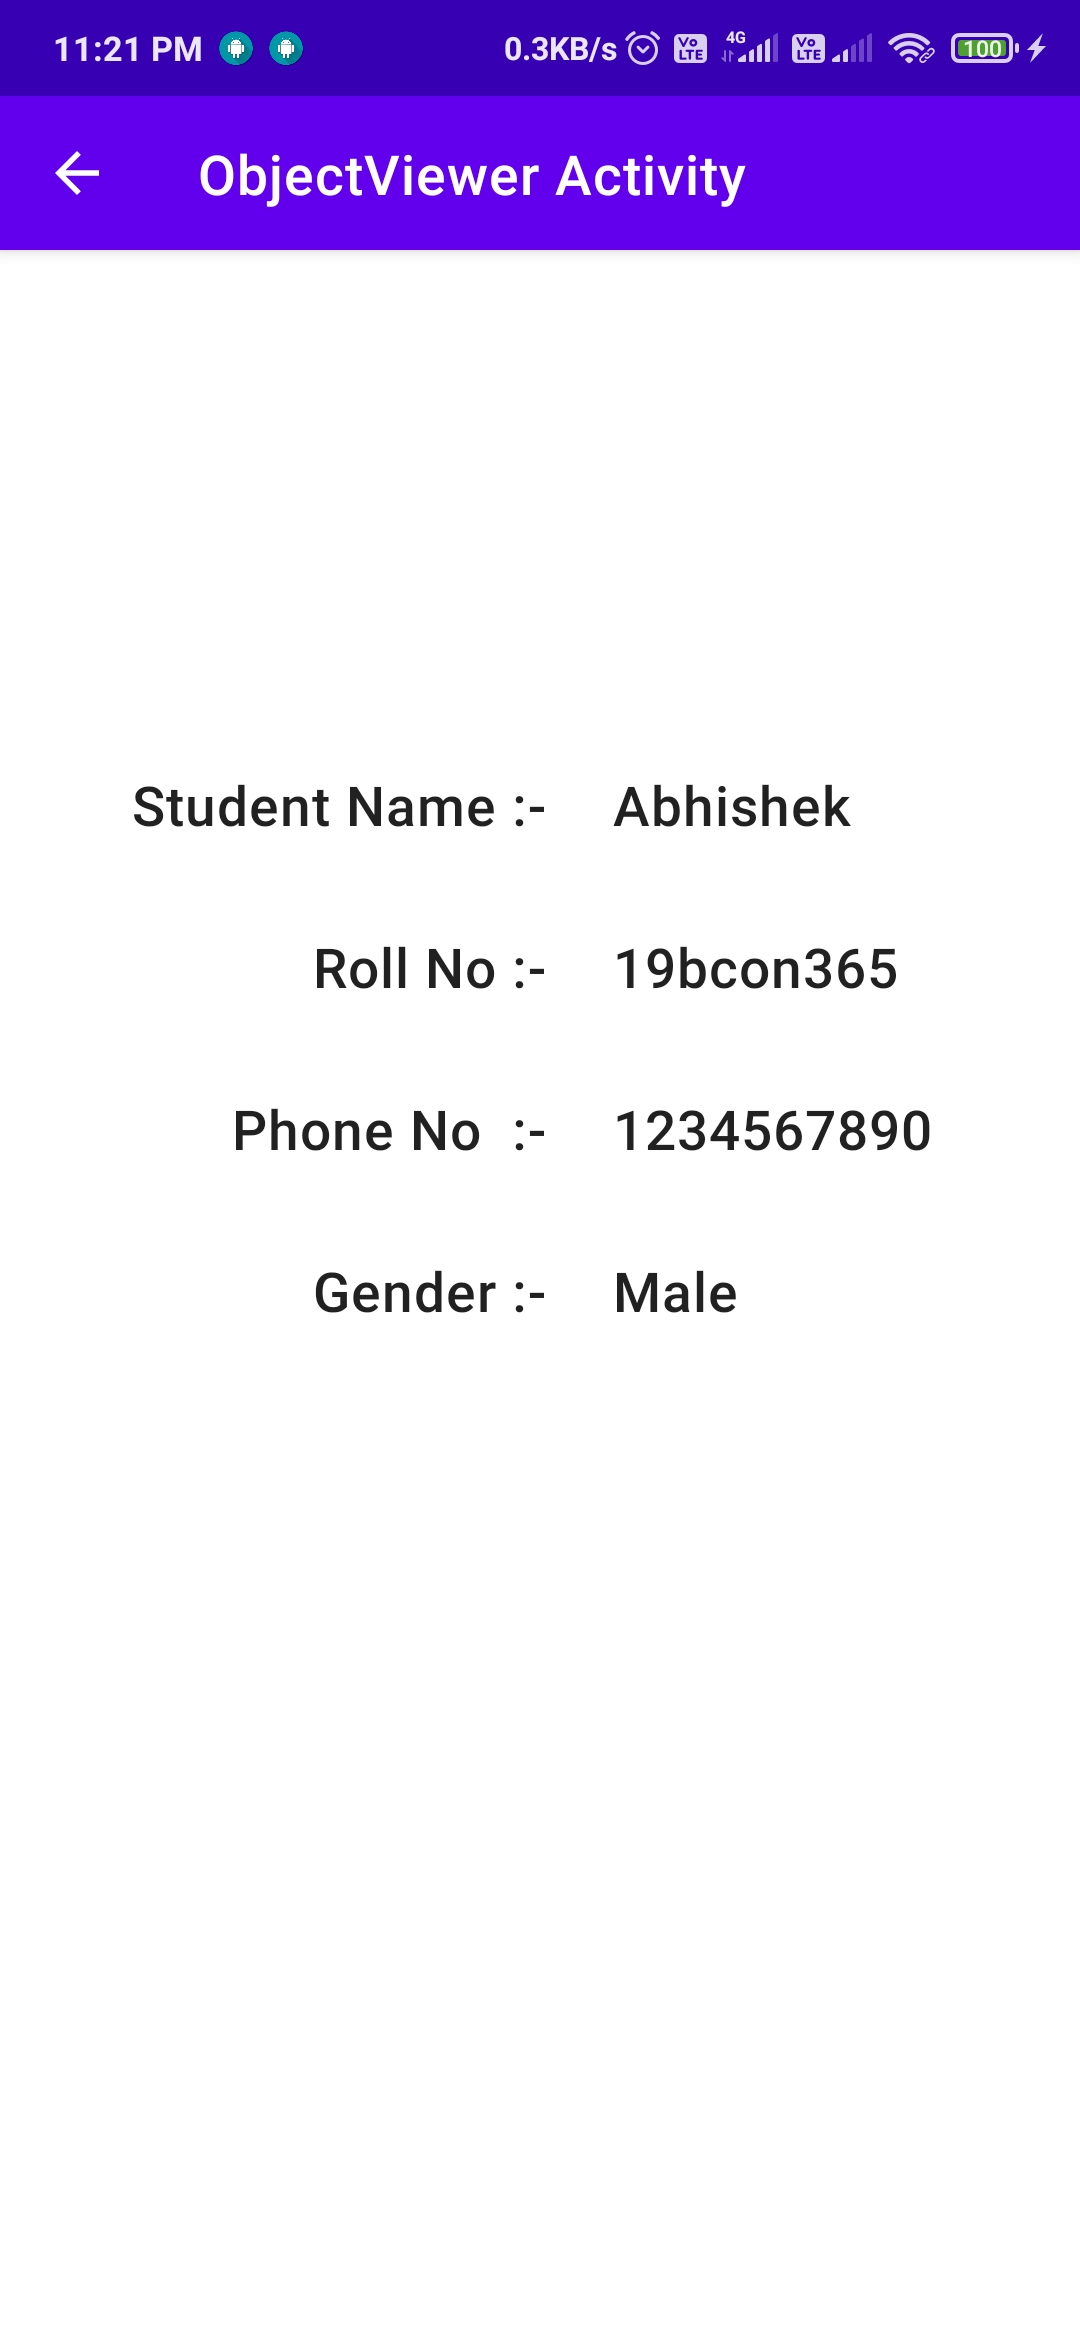 11:21 PM 0.3KB/s Vo LTE 4G Vo LTE 100
ObjectViewer Activity
Student Name :- Abhishek
Roll No :- 19bcon365
Phone No :- 1234567890
Gender :- Male